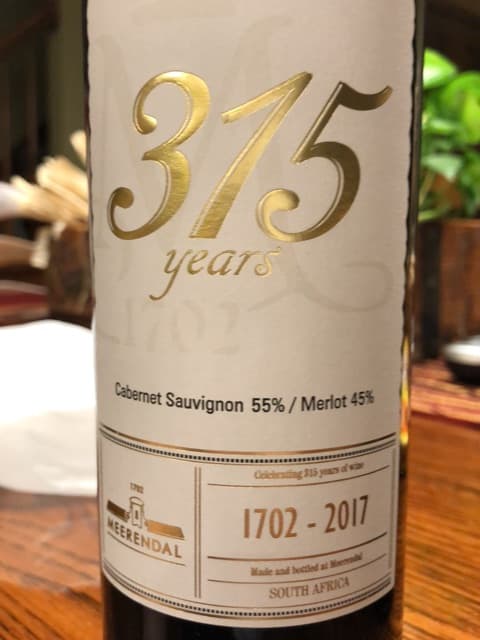 315
years
1702
Cabernet Sauvignon 55% / Merlot 45%
1702
MEERENDAL
Celebrating 315 years of wine
1702 - 2017
Made and bottled at Meerendal
SOUTH AFRICA